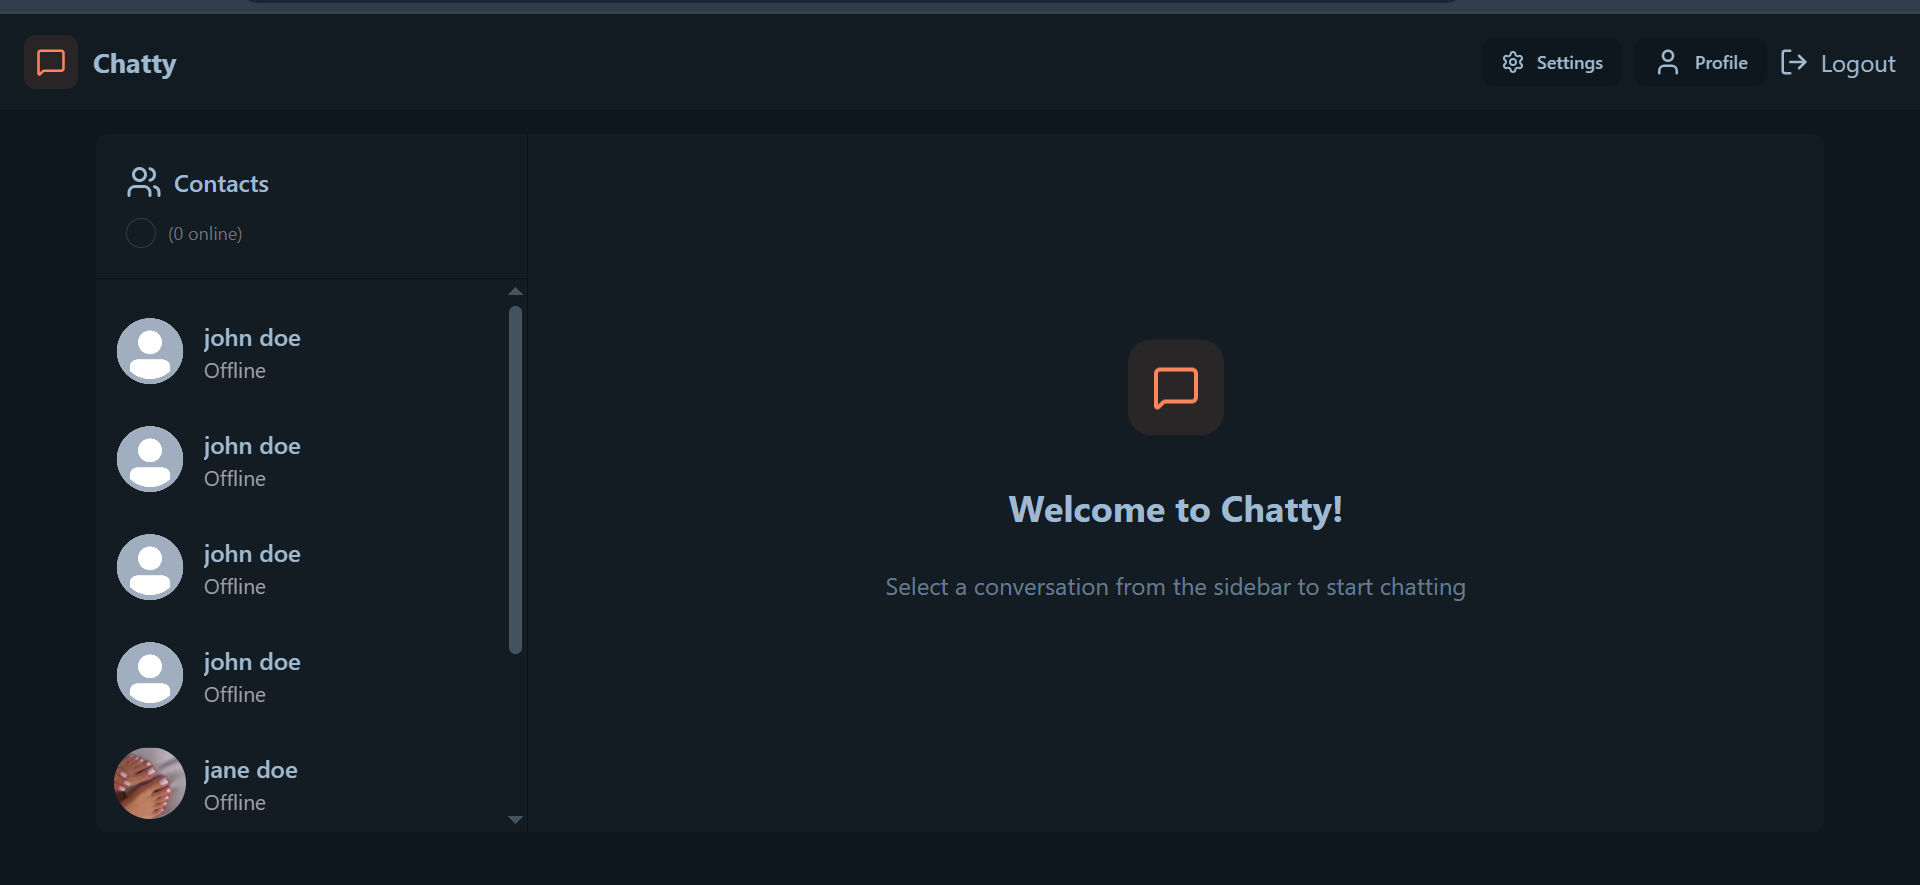 Chatty
Settings
Profile
Logout
Contacts
(0 online)
john doe
Offline
john doe
Offline
john doe
Offline
john doe
Offline
jane doe
Offline
Welcome to Chatty!
Select a conversation from the sidebar to start chatting